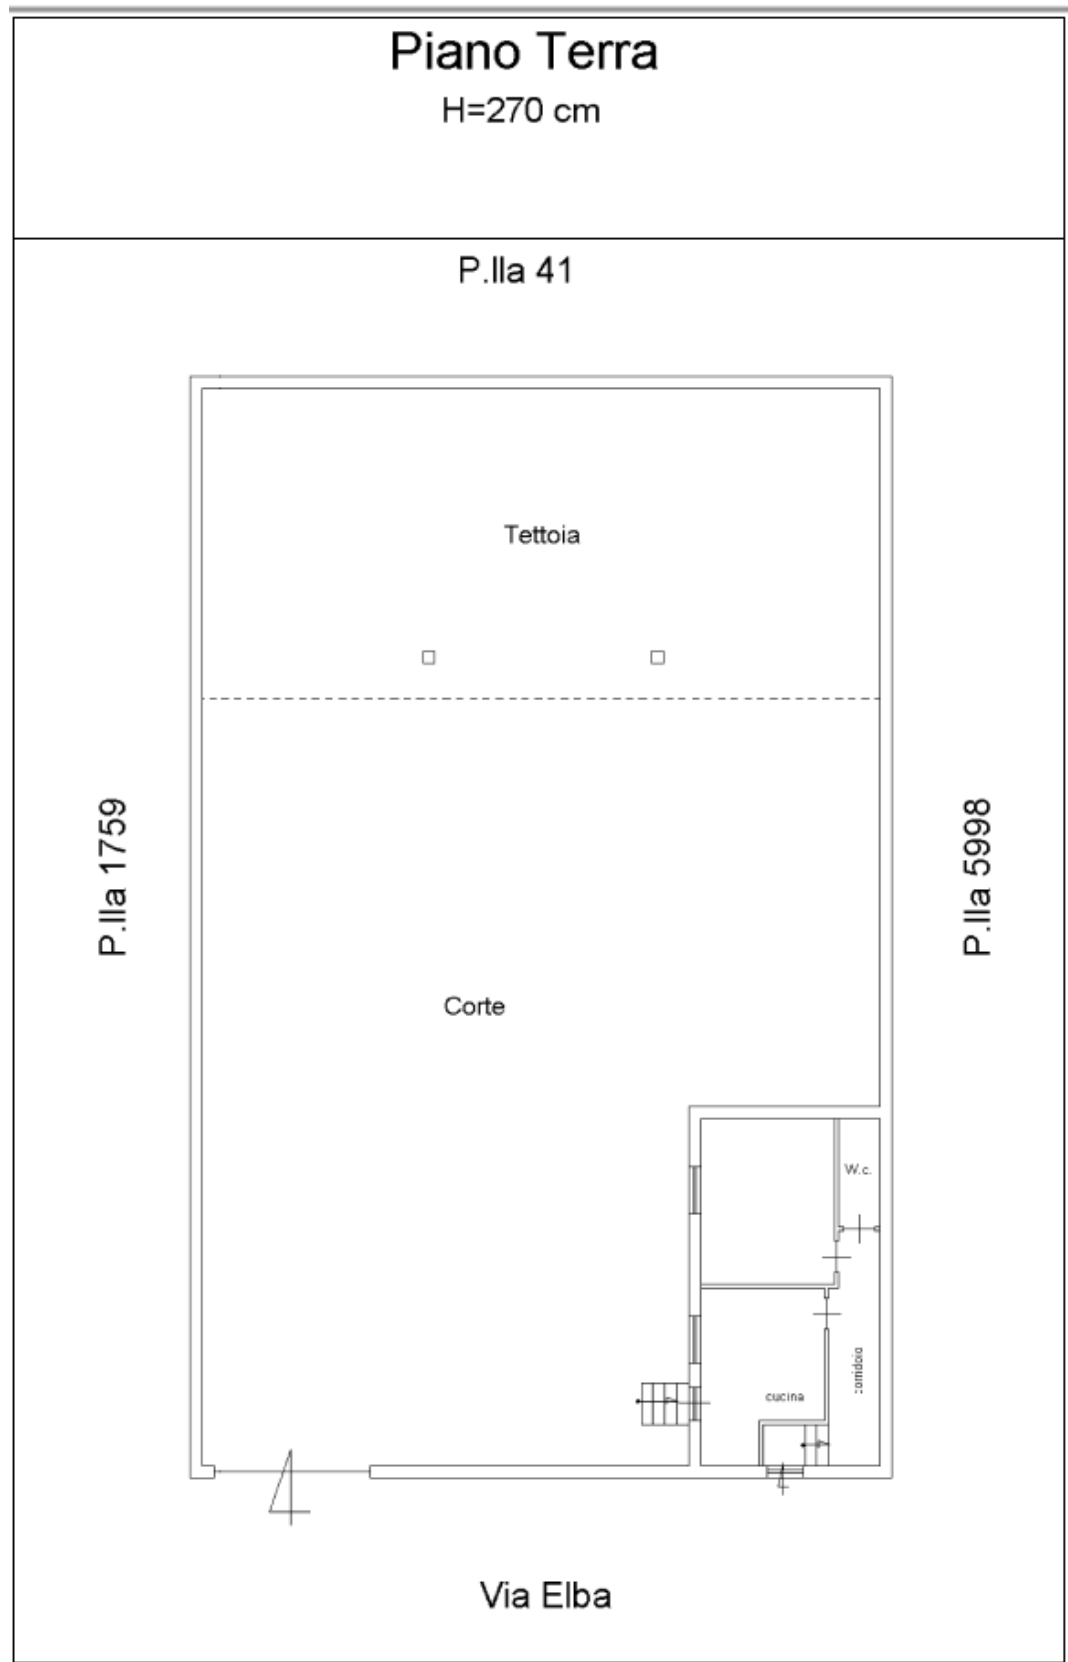 Piano Terra
H=270 cm
P.lla 41
Tettoia
P.lla 1759
P.lla 5998
Corte
W.c.
corridoio
cucina
Via Elba